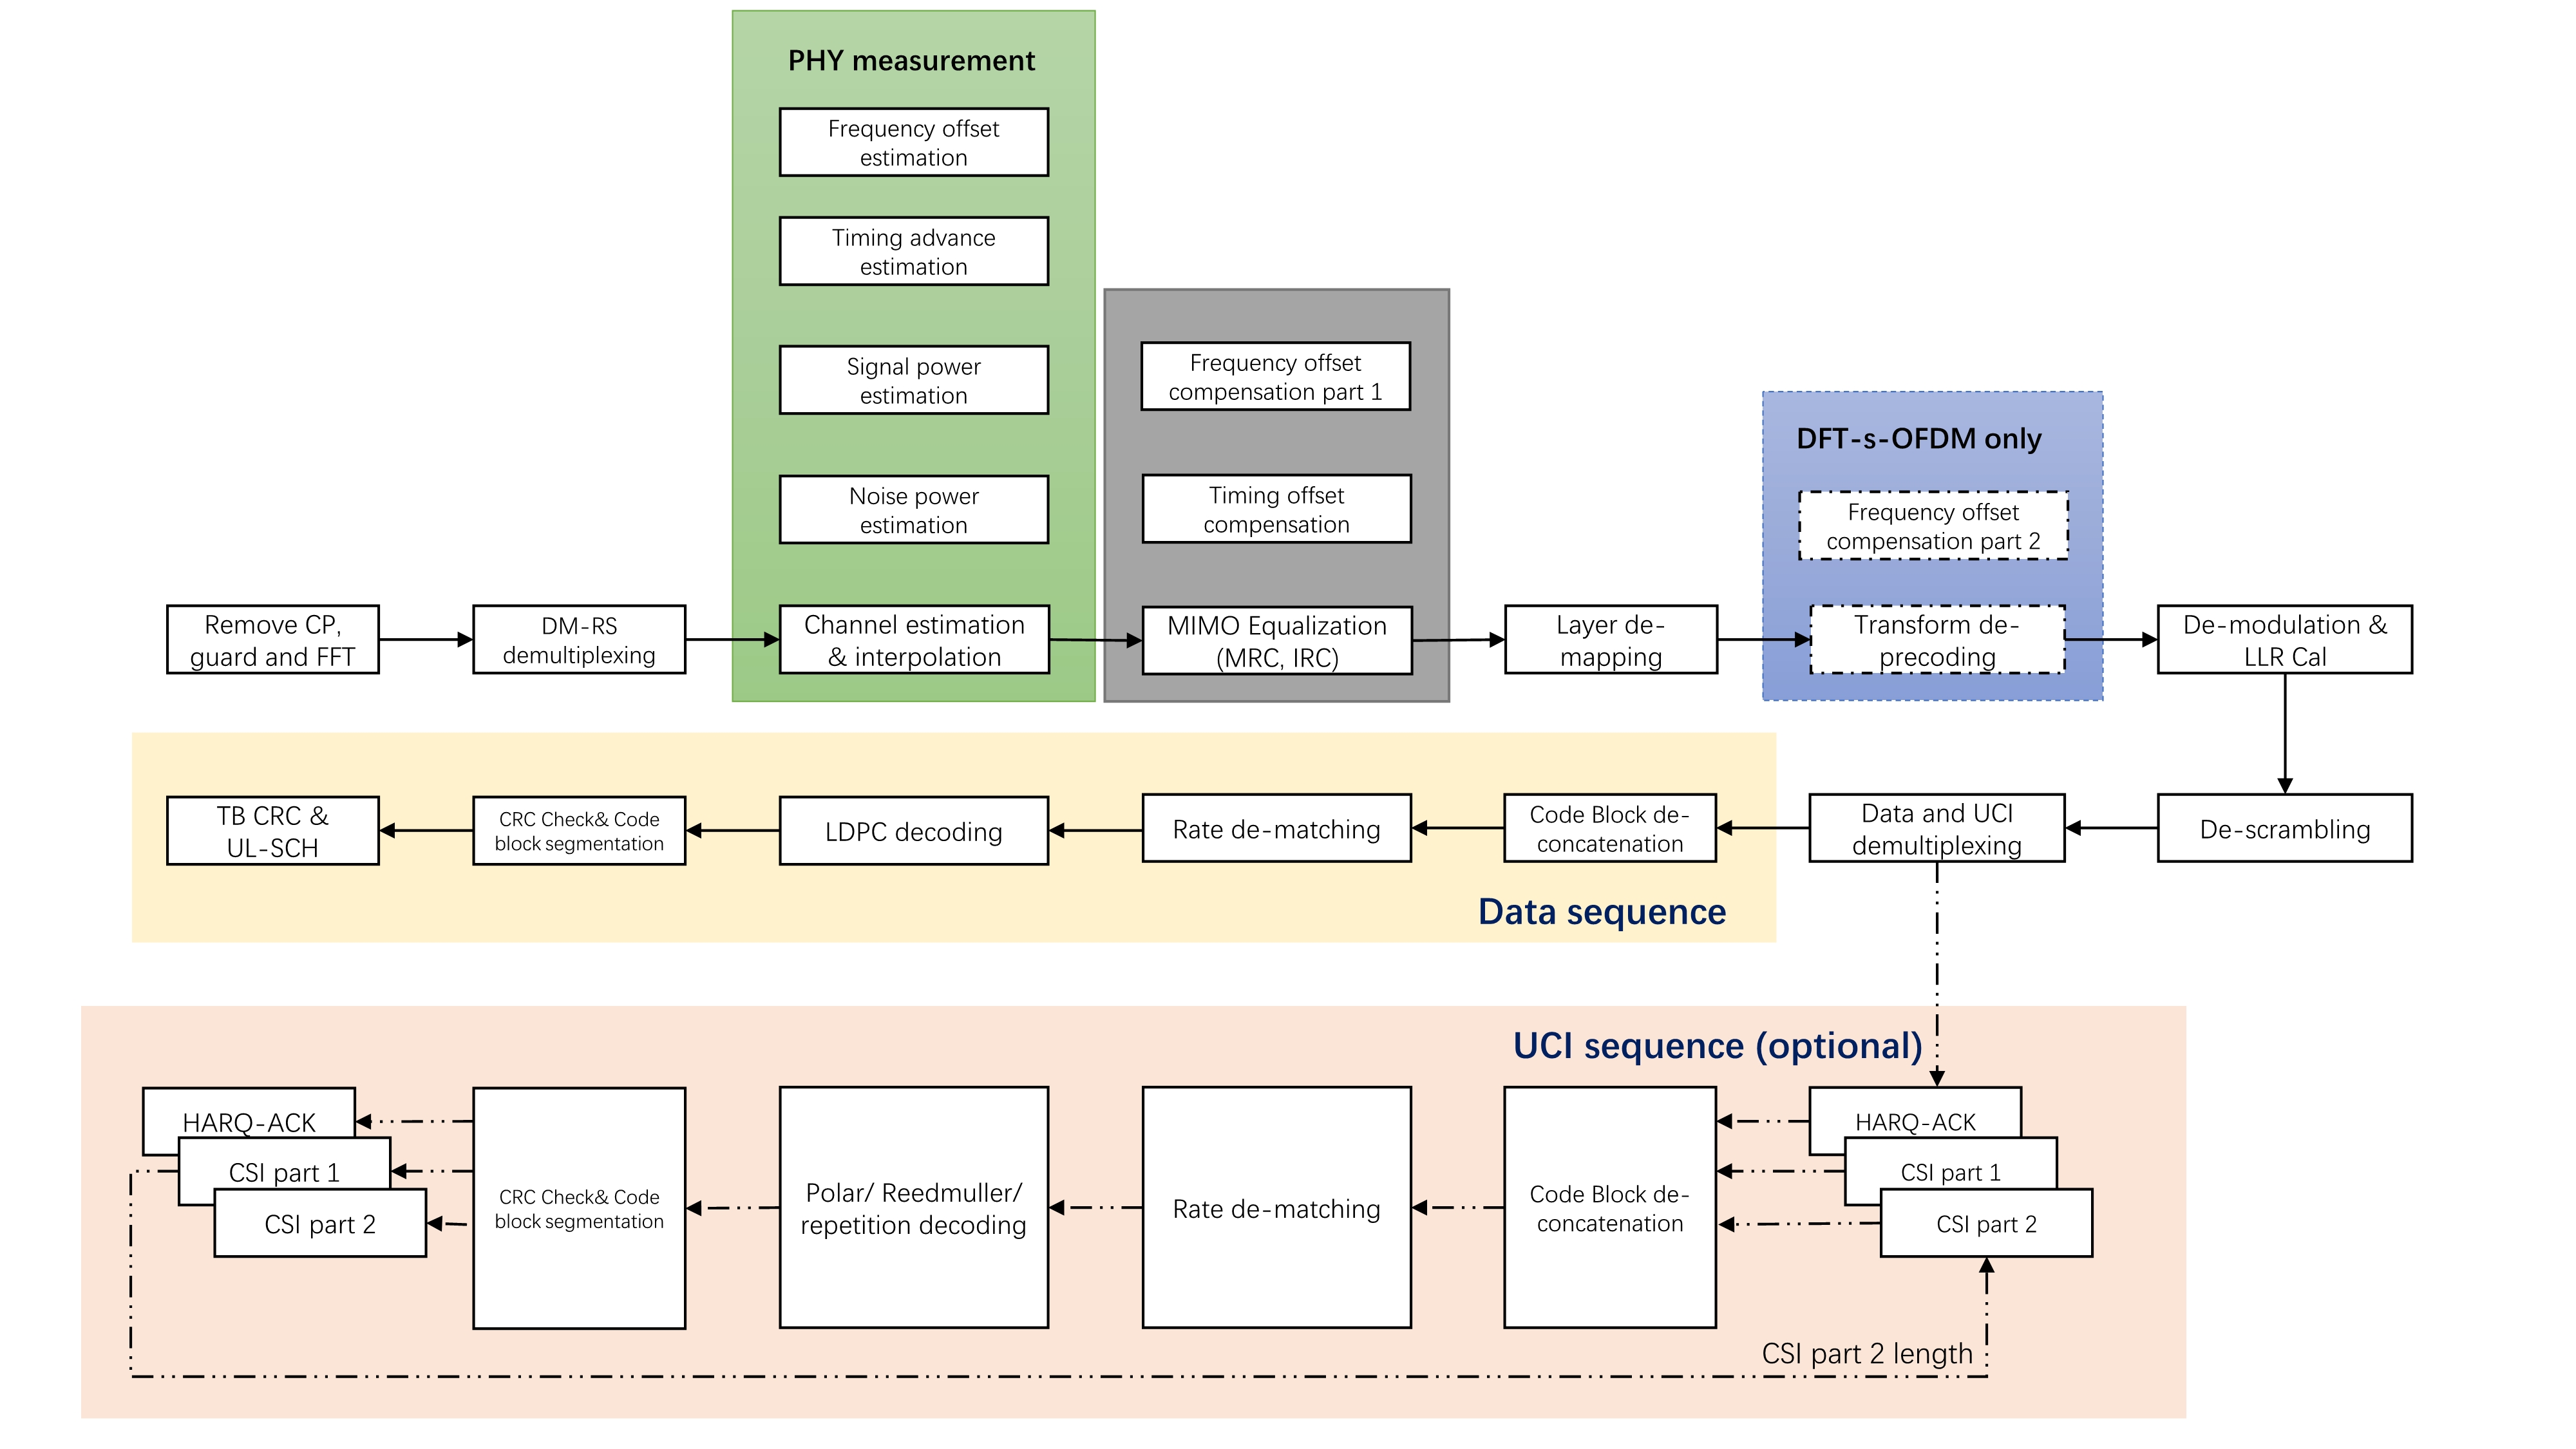 PHY measurement
Frequency offset
estimation
Timing advance
estimation
Signal power
estimation
Noise power
estimation
Frequency offset
compensation part 1
Timing offset
compensation
DFT-s-OFDM only
Frequency offset
compensation part 2
Remove CP,
guard and FFT
DM-RS
demultiplexing
Channel estimation
& interpolation
MIMO Equalization
(MRC, IRC)
Layer de-
mapping
Transform de-
precoding
De-modulation &
LLR Cal
TB CRC &
UL-SCH
CRC Check& Code
block segmentation
LDPC decoding
Rate de-matching
Code Block de-
concatenation
Data and UCI
demultiplexing
De-scrambling
Data sequence
UCI sequence (optional)
HARQ-ACK
CSI part 1
CSI part 2
CRC Check& Code
block segmentation
Polar/ Reedmuller/
repetition decoding
Rate de-matching
Code Block de-
concatenation
HARQ-ACK
CSI part 1
CSI part 2
CSI part 2 length